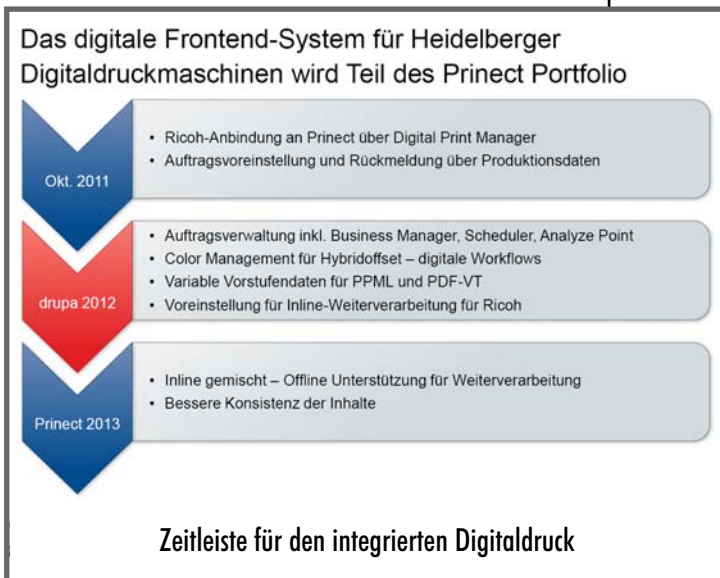 Das digitale Frontend-System für Heidelberger
Digitaldruckmaschinen wird Teil des Prinect Portfolio
Okt. 2011
• Ricoh-Anbindung an Prinect über Digital Print Manager
• Auftragsvoreinstellung und Rückmeldung über Produktionsdaten
drupa 2012
• Auftragsverwaltung inkl. Business Manager, Scheduler, Analyze Point
• Color Management für Hybridoffset – digitale Workflows
• Variable Vorstufendaten für PPML und PDF-VT
• Voreinstellung für Inline-Weiterverarbeitung für Ricoh
Prinect 2013
• Inline gemischt – Offline Unterstützung für Weiterverarbeitung
• Bessere Konsistenz der Inhalte
Zeitleiste für den integrierten Digitaldruck